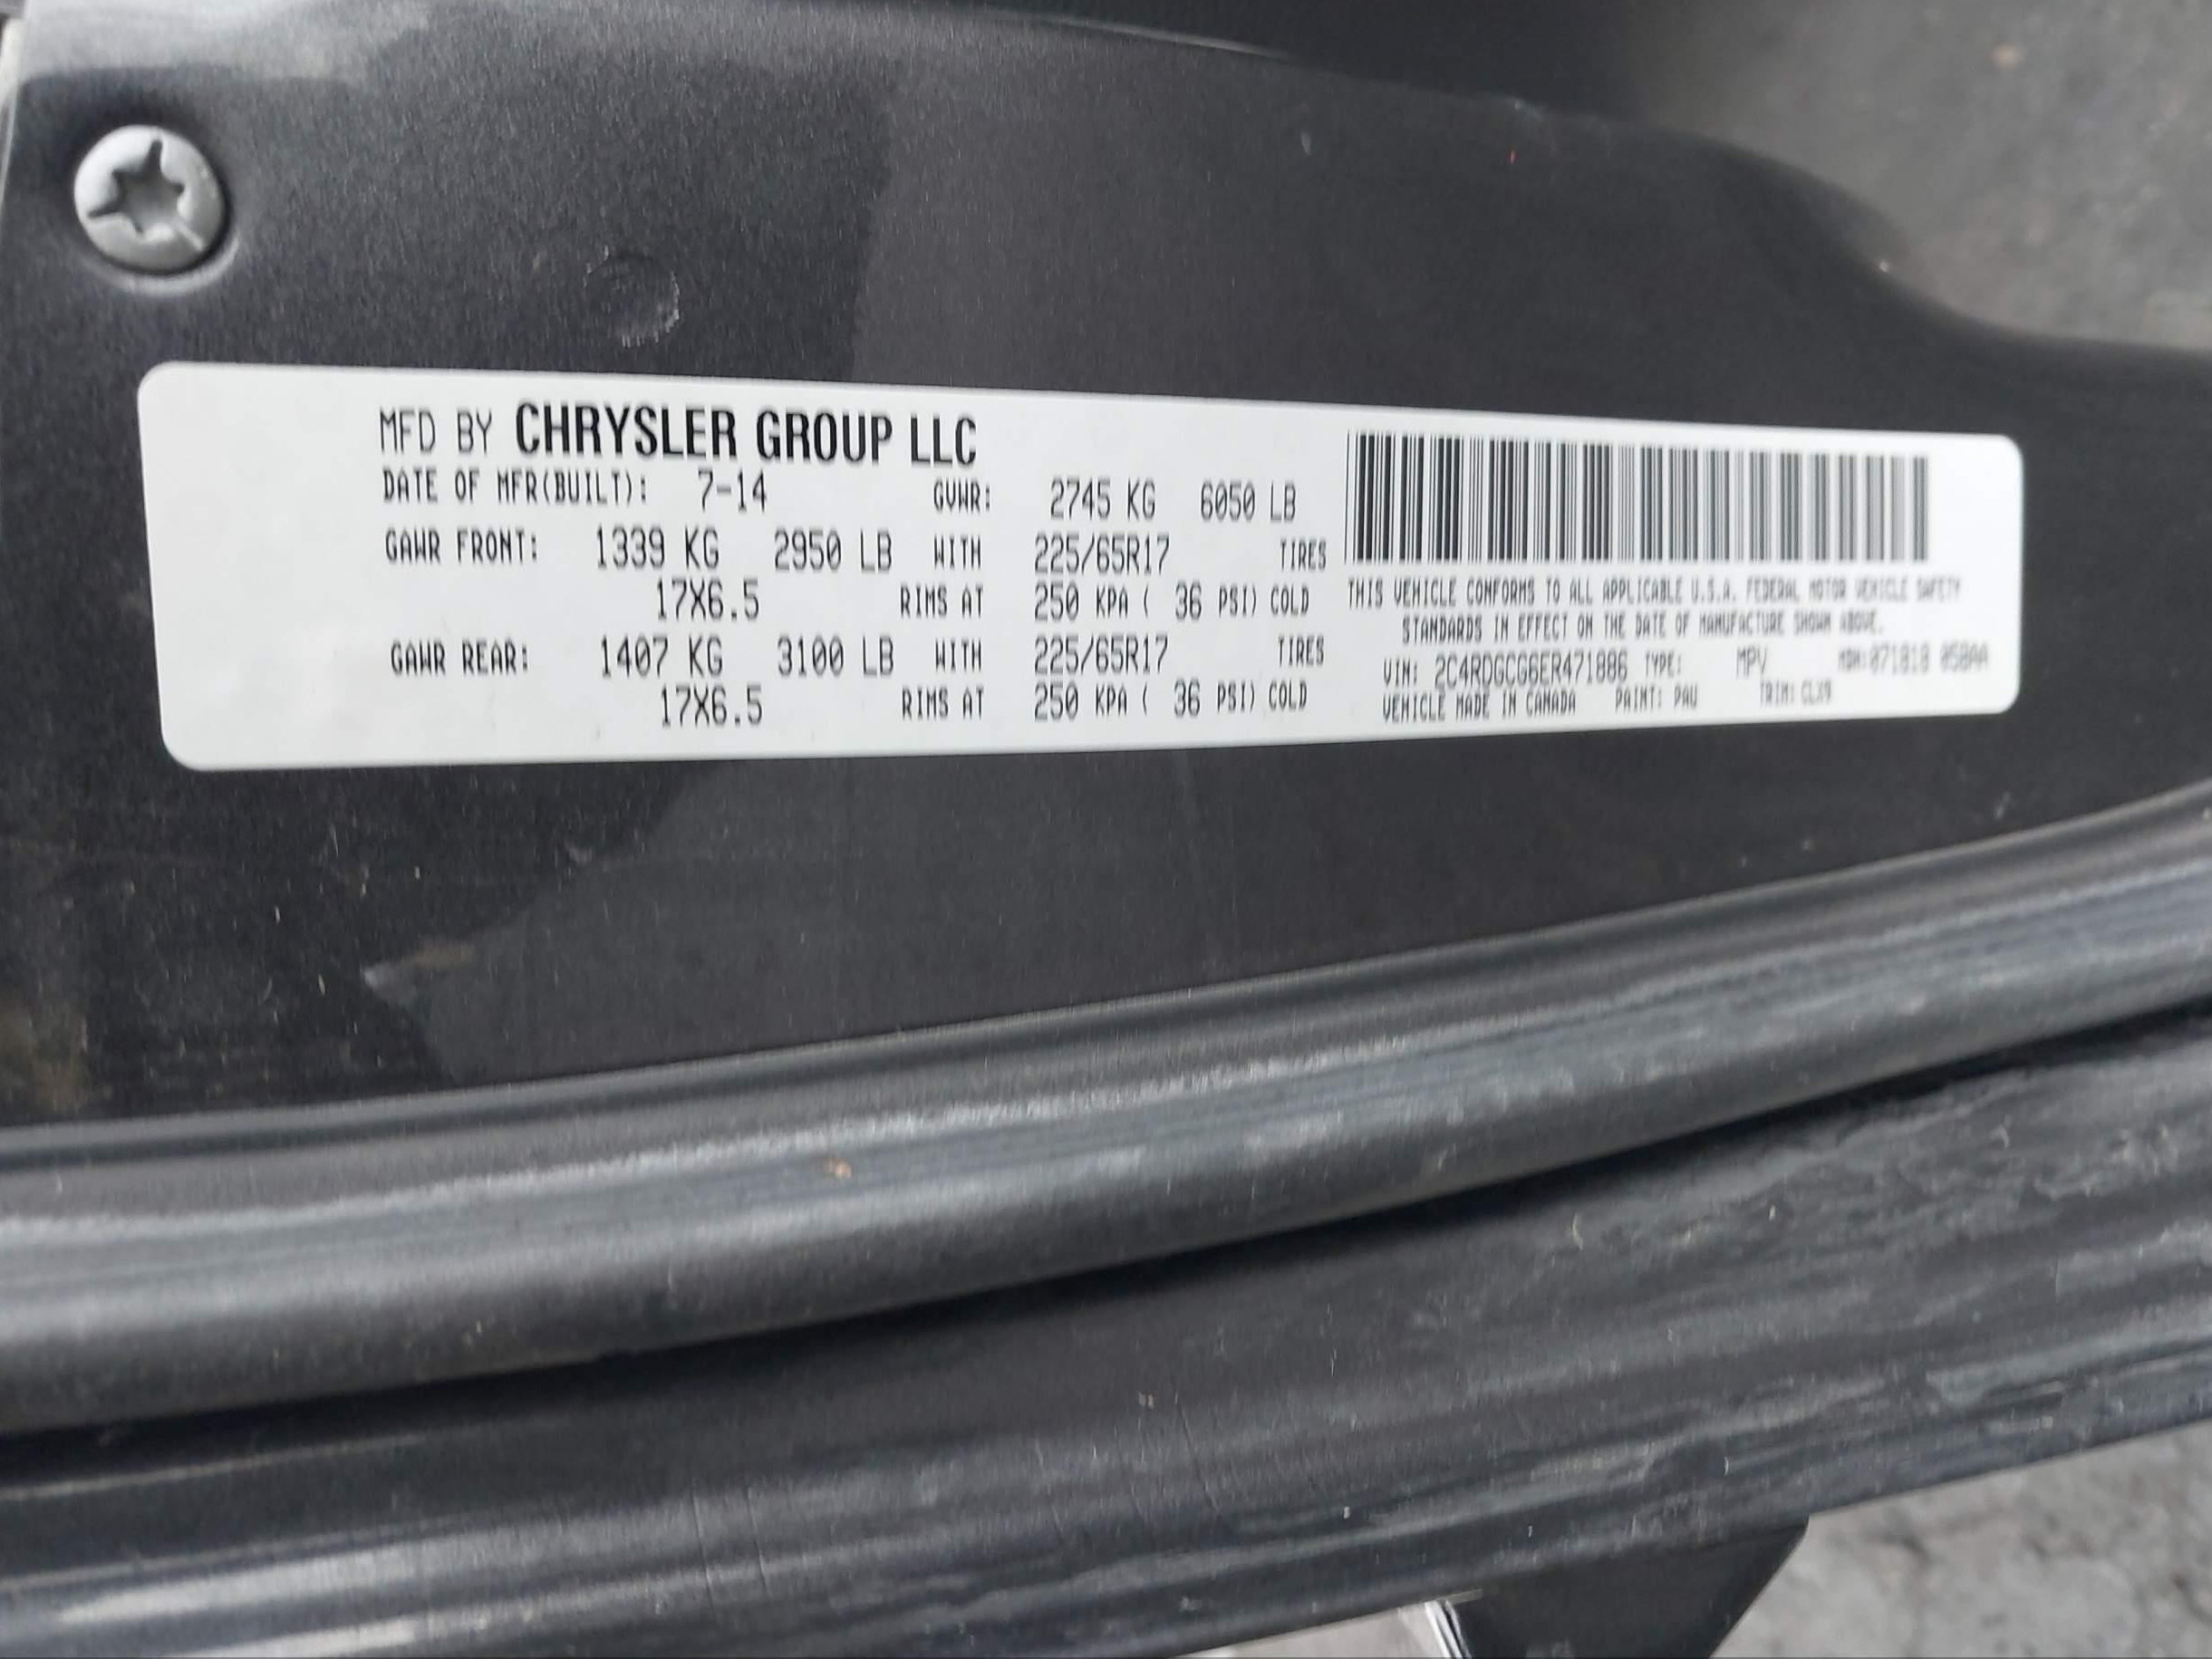 MFD BY CHRYSLER GROUP LLC
DATE OF MFR(BUILT): 7-14 GVWR: 2745 KG 6050 LB
GAWR FRONT: 1339 KG 2950 LB WITH 225/65R17 TIRES
17X6.5 RIMS AT 250 KPA ( 36 PSI) COLD
GAWR REAR: 1407 KG 3100 LB WITH 225/65R17 TIRES
17X6.5 RIMS AT 250 KPA ( 36 PSI) COLD
THIS VEHICLE CONFORMS TO ALL APPLICABLE U.S.A. FEDERAL MOTOR VEHICLE SAFETY
STANDARDS IN EFFECT ON THE DATE OF MANUFACTURE SHOWN ABOVE.
VIN: 2C4RDGCG6ER471886 TYPE: MPV MDH:071818 058AA
VEHICLE MADE IN CANADA PAINT: PAU TRIM: